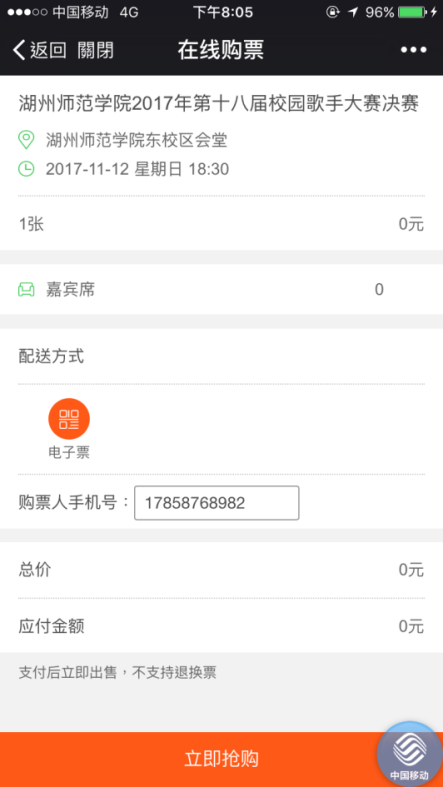 中国移动 4G 下午8:05 96%
返回 關閉 在线购票
湖州师范学院2017年第十八届校园歌手大赛决赛
湖州师范学院东校区会堂
2017-11-12 星期日 18:30
1张 0元
嘉宾席 0
配送方式
电子票
购票人手机号：17858768982
总价 0元
应付金额 0元
支付后立即出售，不支持退换票
立即抢购
中国移动